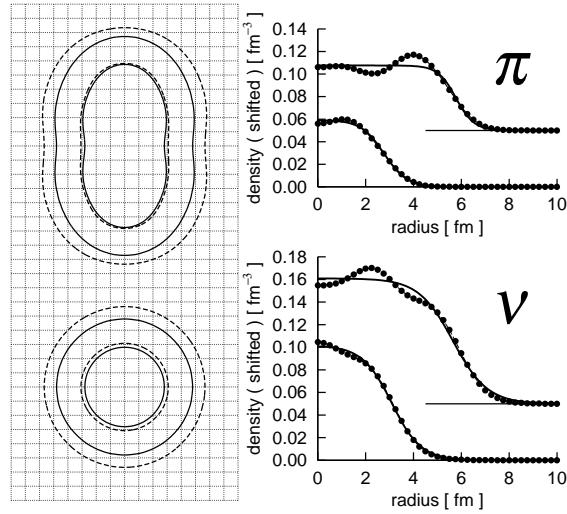 0.14
0.12
0.10
0.08
0.06
0.04
0.02
0.00
density ( shifted ) [ fm⁻³ ]
π
0 2 4 6 8 10
radius [ fm ]
0.18
0.16
0.14
0.12
0.10
0.08
0.06
0.04
0.02
0.00
density ( shifted ) [ fm⁻³ ]
ν
0 2 4 6 8 10
radius [ fm ]